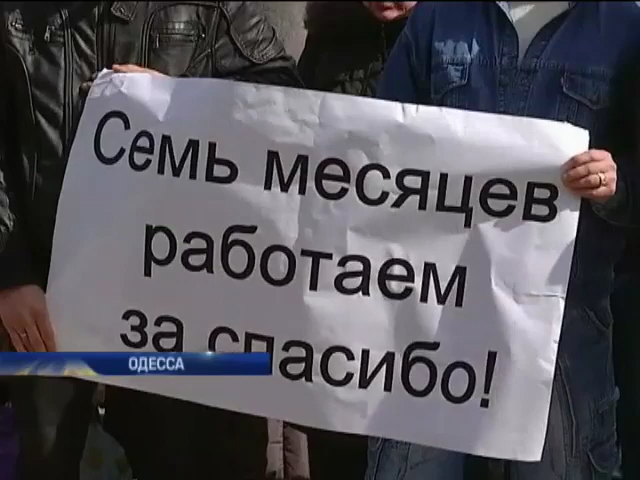 Семь месяцев
работаем
за спасибо!
ОДЕССА